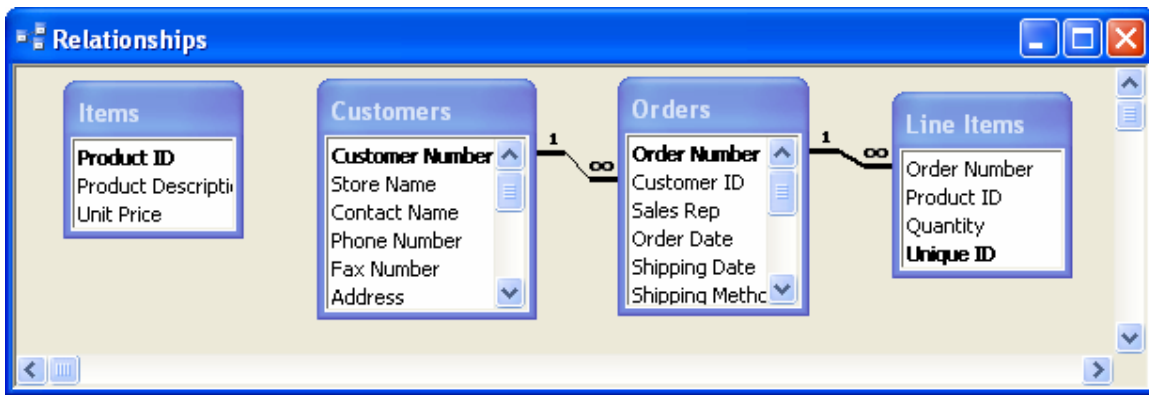 Relationships
Items
Product ID
Product Descripti
Unit Price
Customers
Customer Number
Store Name
Contact Name
Phone Number
Fax Number
Address
1
∞
Orders
Order Number
Customer ID
Sales Rep
Order Date
Shipping Date
Shipping Methc
1
∞
Line Items
Order Number
Product ID
Quantity
Unique ID